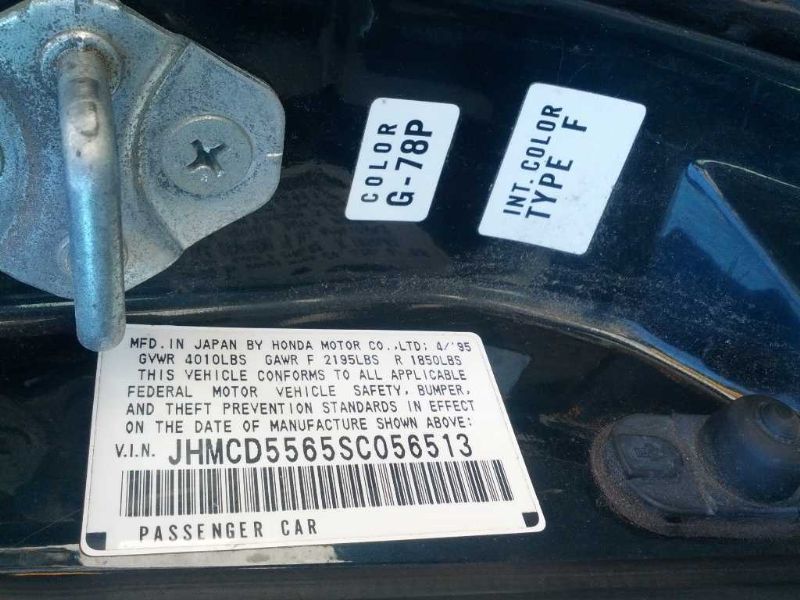 COLOR
G-78P
INT. COLOR
TYPE F
MFD. IN JAPAN BY HONDA MOTOR CO.,LTD: 4/'95
GVWR 4010LBS GAWR F 2195LBS R 1850LBS
THIS VEHICLE CONFORMS TO ALL APPLICABLE
FEDERAL MOTOR VEHICLE SAFETY, BUMPER,
AND THEFT PREVENTION STANDARDS IN EFFECT
ON THE DATE OF MANUFACTURE SHOWN ABOVE:
V.I.N. JHMCD5565SC056513
PASSENGER CAR